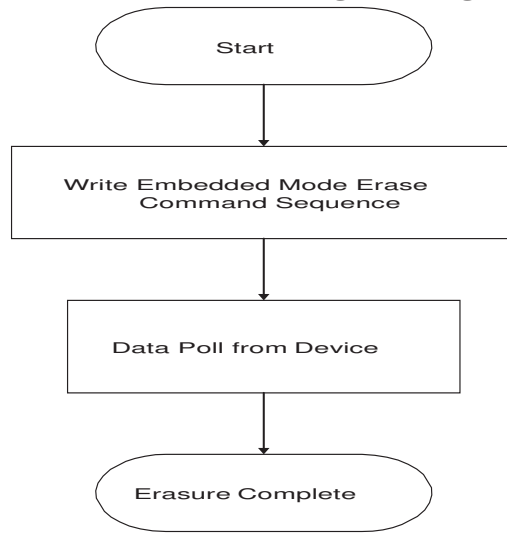 Start
Write Embedded Mode Erase
Command Sequence
Data Poll from Device
Erasure Complete